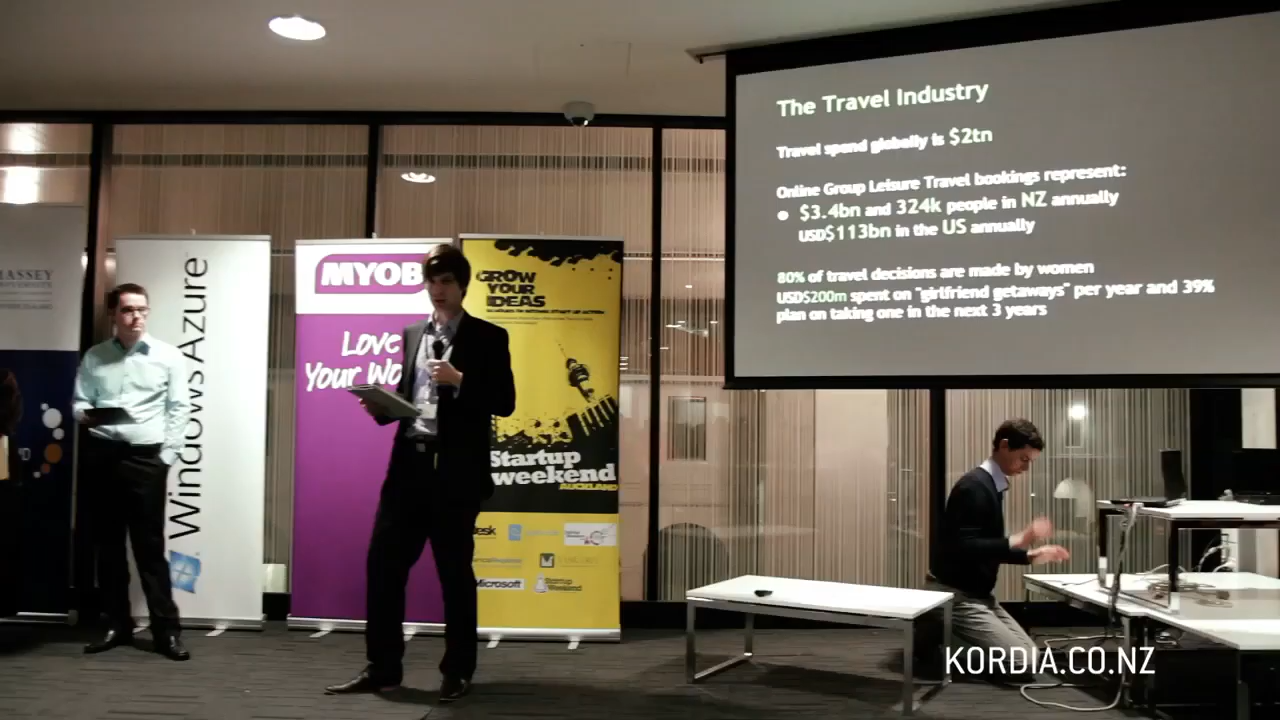 The Travel Industry
Travel spend globally is $2tn
Online Group Leisure Travel bookings represent:
$3.4bn and 324k people in NZ annually
USD$113bn in the US annually
80% of travel decisions are made by women
USD$200m spent on "girlfriend getaways" per year and 39%
plan on taking one in the next 3 years
MASSEY
Windows Azure
MYOB
Love
Your Wo
GROW
YOUR
IDEAS
Startup
weekend
AUCKLAND
Microsoft
Startup
Weekend
KORDIA.CO.NZ